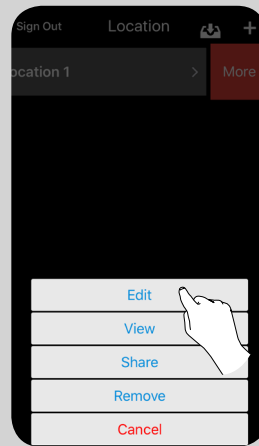 Sign Out Location +
ocation 1 > More
Edit
View
Share
Remove
Cancel